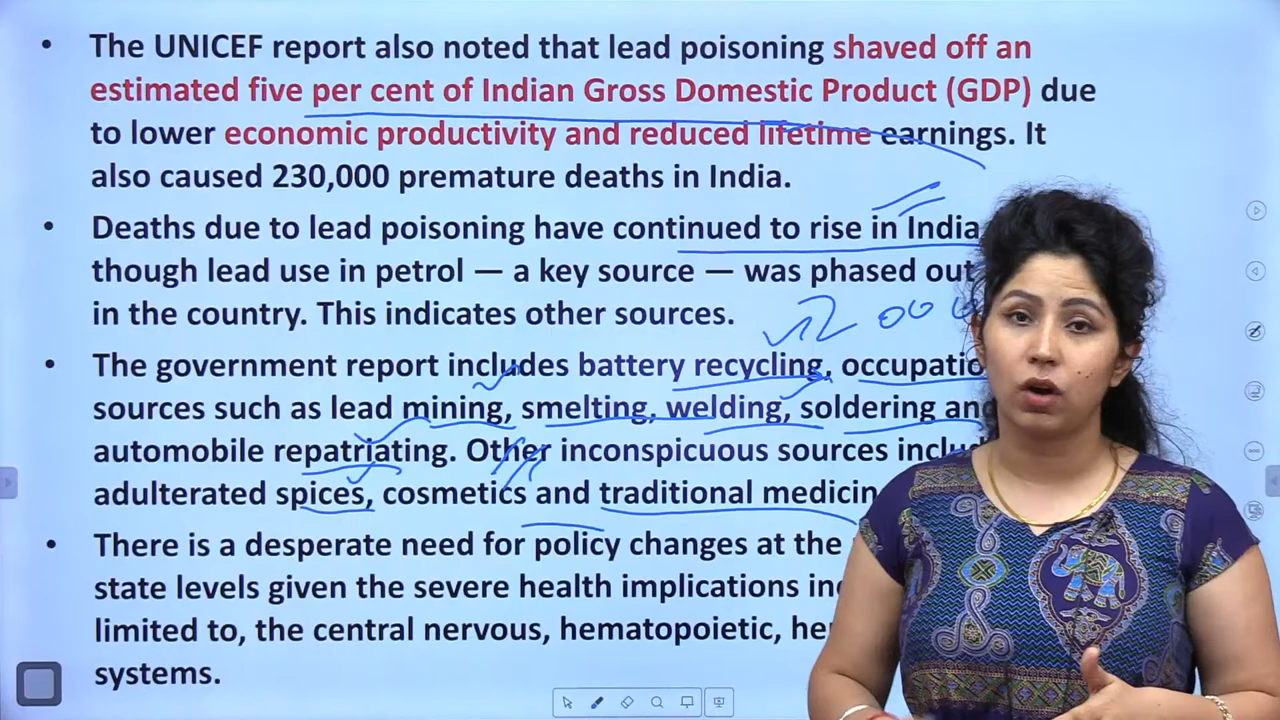 • The UNICEF report also noted that lead poisoning shaved off an
estimated five per cent of Indian Gross Domestic Product (GDP) due
to lower economic productivity and reduced lifetime earnings. It
also caused 230,000 premature deaths in India.
• Deaths due to lead poisoning have continued to rise in India
though lead use in petrol — a key source — was phased out
in the country. This indicates other sources.
• The government report includes battery recycling,
sources such as lead mining, smelting, welding, soldering and
automobile repatriating. Other inconspicuous sources
adulterated spices, cosmetics and traditional
• There is a desperate need for policy changes at the
state levels given the severe health implications
limited to, the central nervous, hematopoietic,
systems.